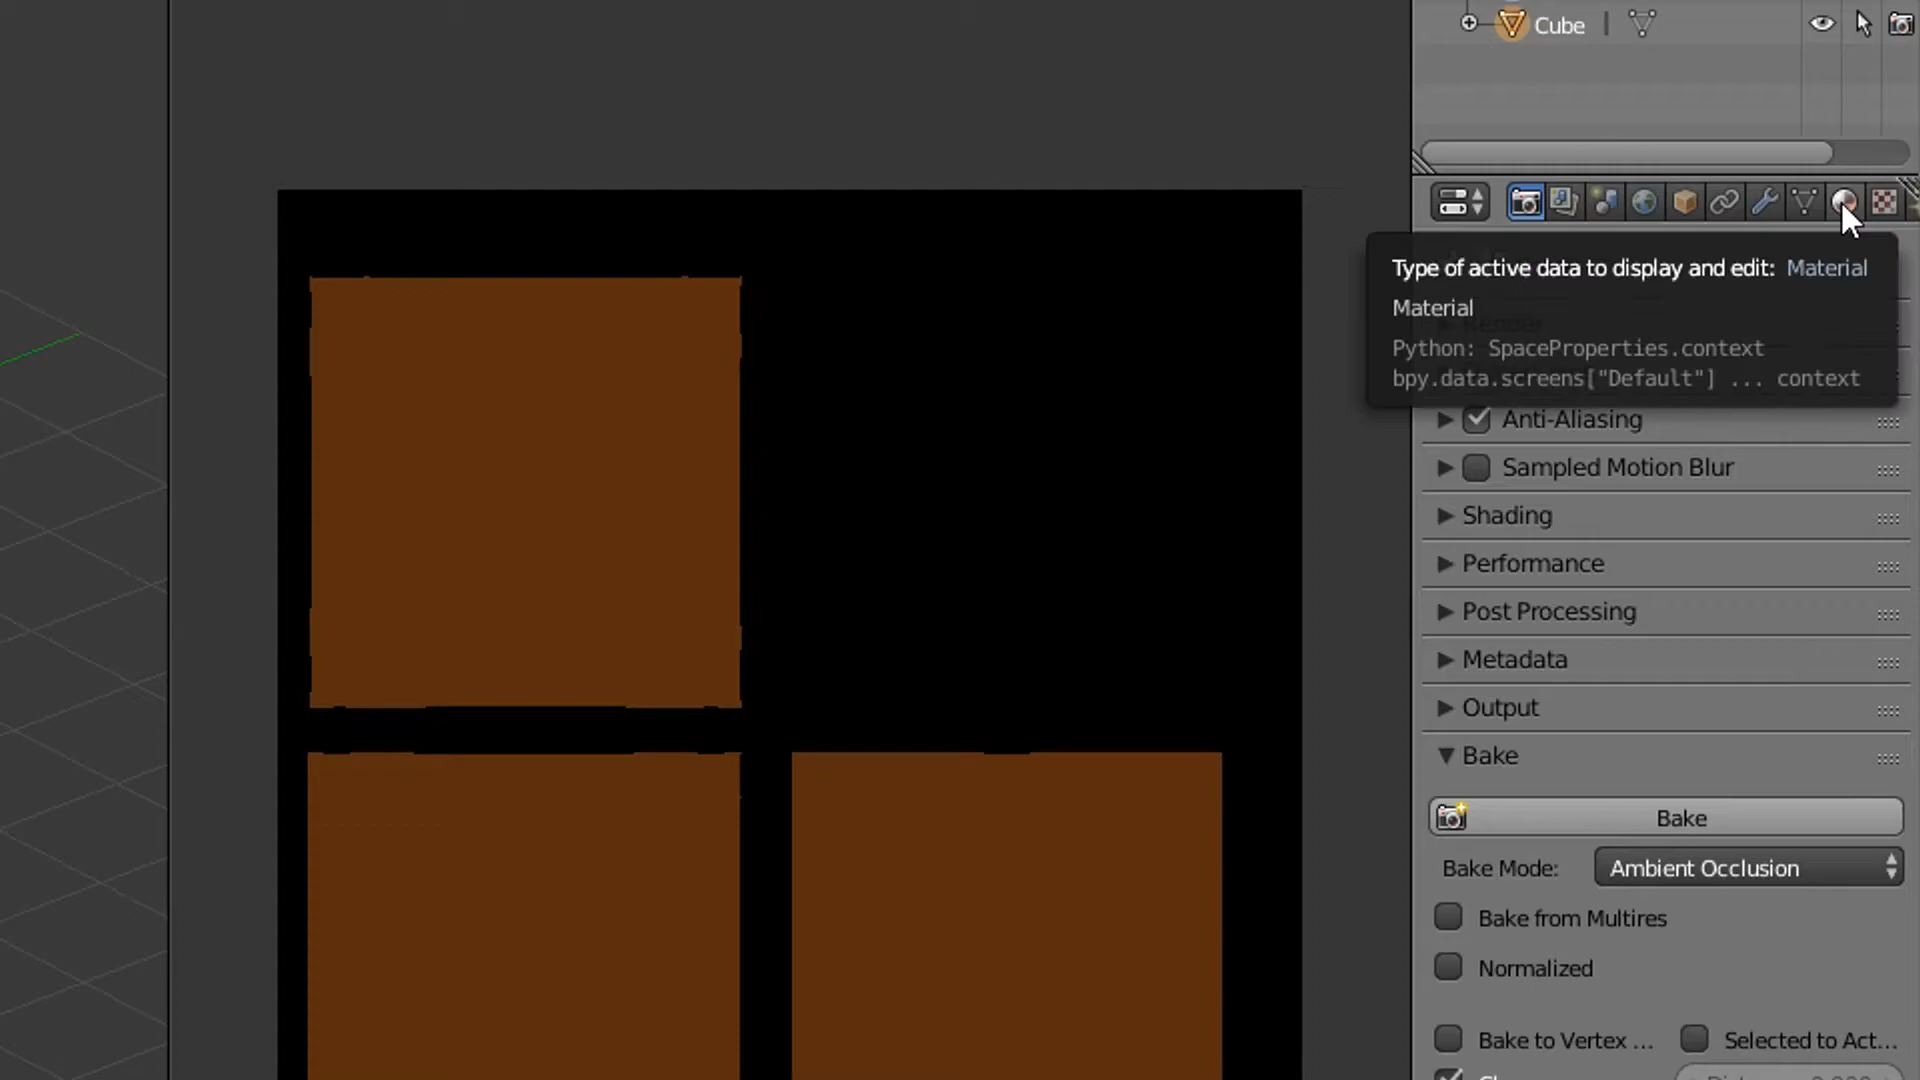 Cube
Type of active data to display and edit: Material
Material
Python: SpaceProperties.context
bpy.data.screens["Default"] ... context
Anti-Aliasing
Sampled Motion Blur
Shading
Performance
Post Processing
Metadata
Output
Bake
Bake
Bake Mode: Ambient Occlusion
Bake from Multires
Normalized
Bake to Vertex ... Selected to Act...